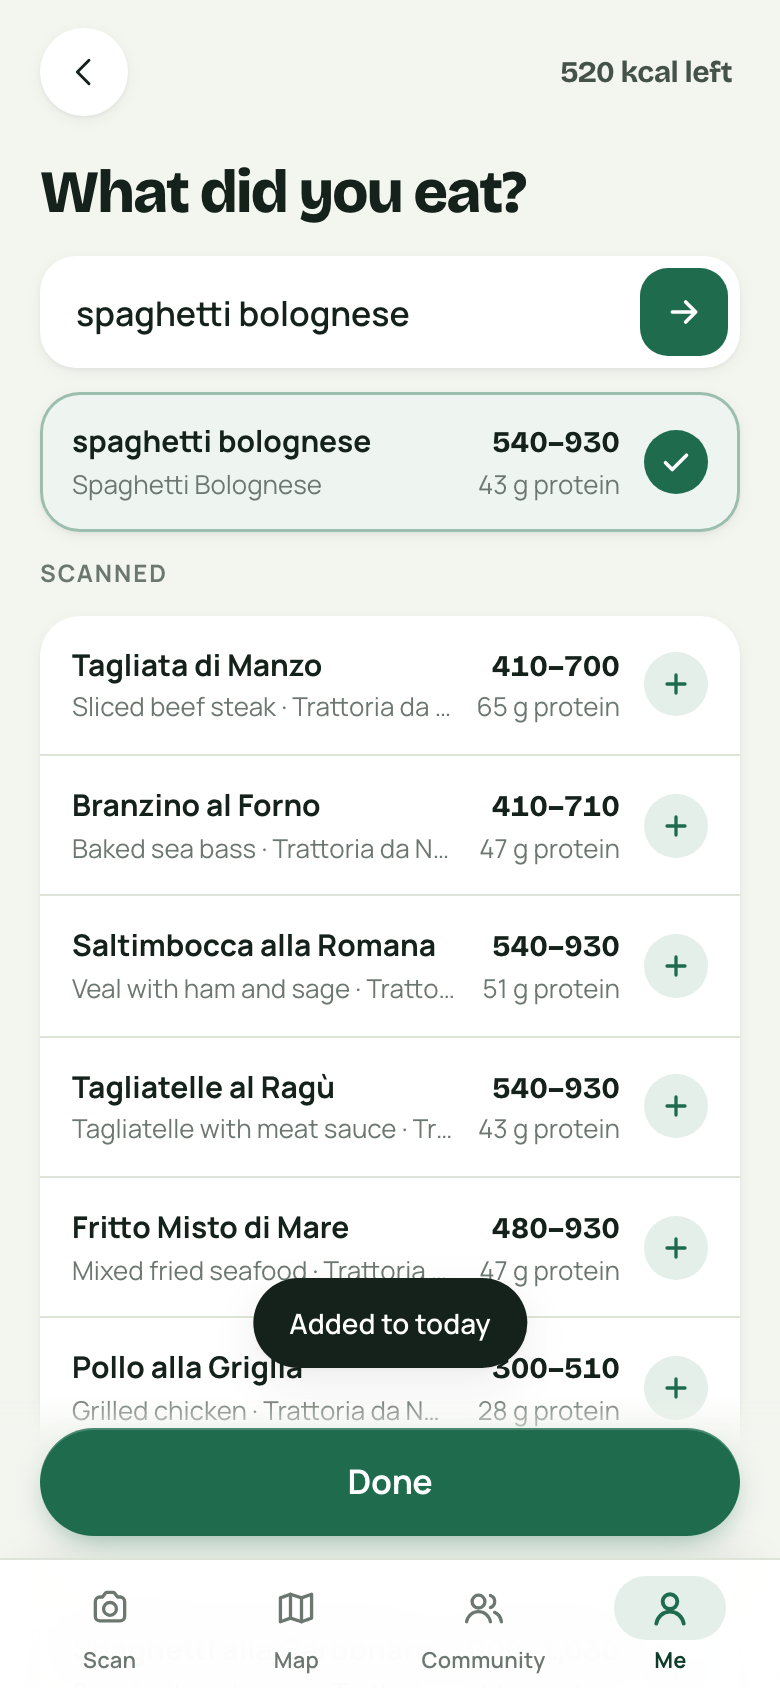 520 kcal left
What did you eat?
spaghetti bolognese
spaghetti bolognese 540–930
Spaghetti Bolognese 43 g protein
SCANNED
Tagliata di Manzo 410–700
Sliced beef steak · Trattoria da ... 65 g protein
Branzino al Forno 410–710
Baked sea bass · Trattoria da N... 47 g protein
Saltimbocca alla Romana 540–930
Veal with ham and sage · Tratto... 51 g protein
Tagliatelle al Ragù 540–930
Tagliatelle with meat sauce · Tr... 43 g protein
Fritto Misto di Mare 480–930
Mixed fried seafood · Trattoria ... 47 g protein
Added to today
Pollo alla Griglia 300–510
Grilled chicken · Trattoria da N... 28 g protein
Done
Scan Map Community Me